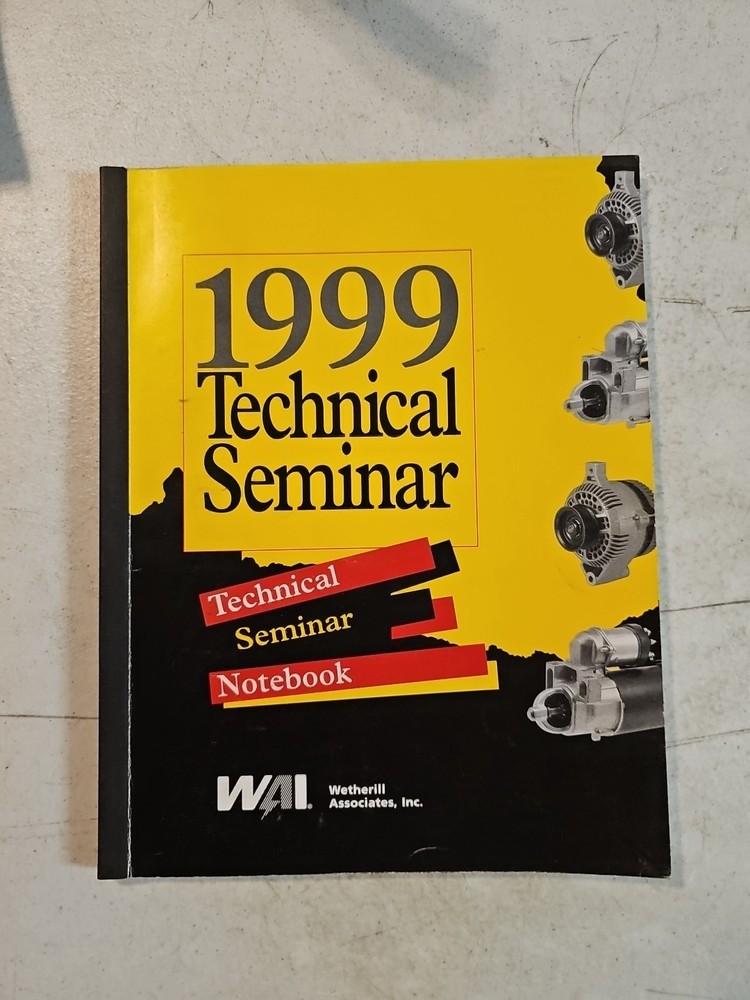 1999
Technical
Seminar
Technical
Seminar
Notebook
WAI®
Wetherill
Associates, Inc.